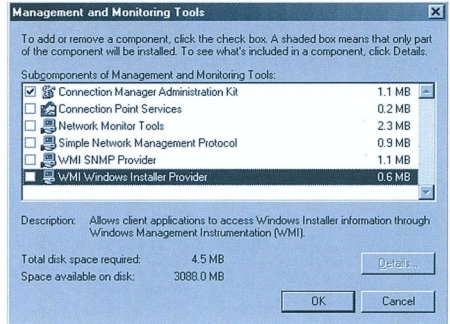 Management and Monitoring Tools
To add or remove a component, click the check box. A shaded box means that only part
of the component will be installed. To see what's included in a component, click Details.
Subcomponents of Management and Monitoring Tools:
Connection Manager Administration Kit 1.1 MB
Connection Point Services 0.2 MB
Network Monitor Tools 2.3 MB
Simple Network Management Protocol 0.9 MB
WMI SNMP Provider 1.1 MB
WMI Windows Installer Provider 0.6 MB
Description: Allows client applications to access Windows Installer information through
Windows Management Instrumentation (WMI).
Total disk space required: 4.5 MB
Space available on disk: 3088.0 MB
Details...
OK Cancel